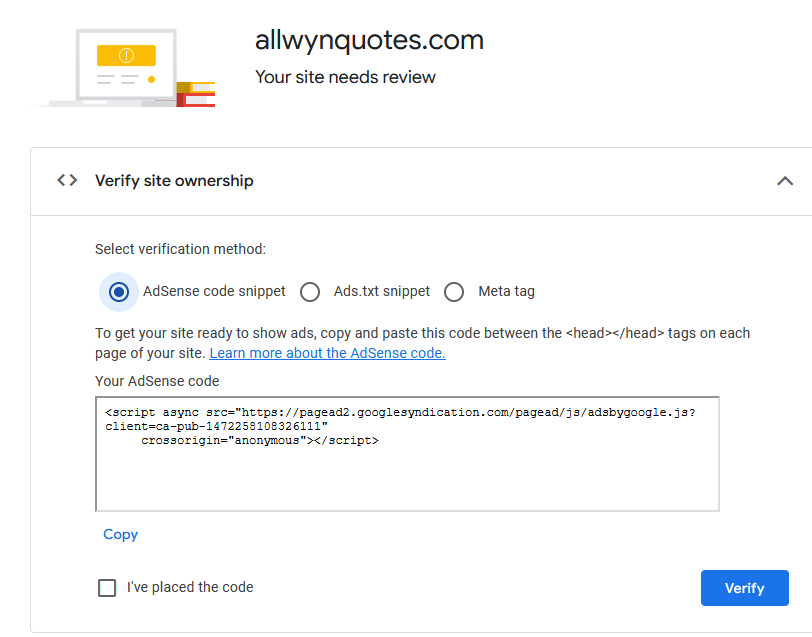 allwynquotes.com
Your site needs review
Verify site ownership
Select verification method:
AdSense code snippet Ads.txt snippet Meta tag
To get your site ready to show ads, copy and paste this code between the <head></head> tags on each
page of your site. Learn more about the AdSense code.
Your AdSense code
<script async src="https://pagead2.googlesyndication.com/pagead/js/adsbygoogle.js?
client=ca-pub-1472258108326111"
crossorigin="anonymous"></script>
Copy
I've placed the code
Verify